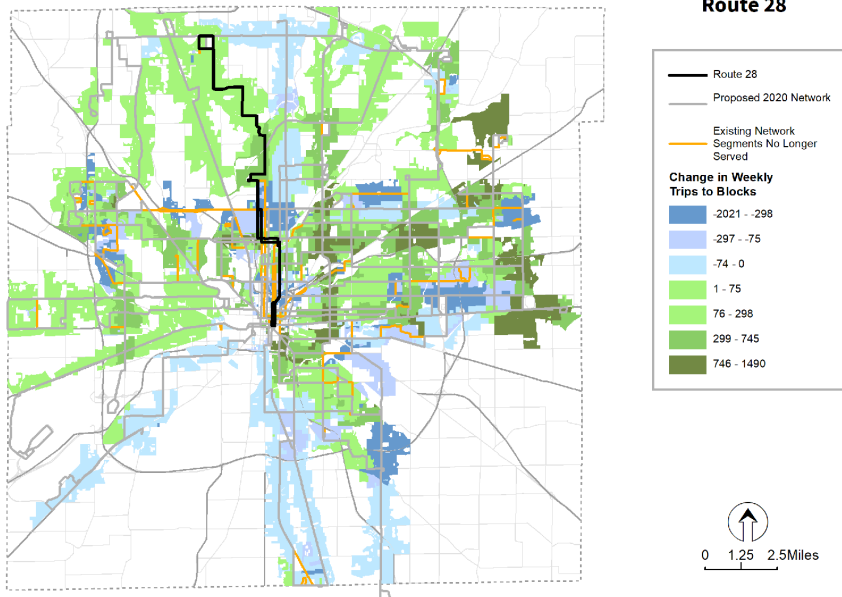 Route 28
Route 28
Proposed 2020 Network
Existing Network
Segments No Longer
Served
Change in Weekly
Trips to Blocks
-2021 - -298
-297 - -75
-74 - 0
1 - 75
76 - 298
299 - 745
746 - 1490
0 1.25 2.5Miles